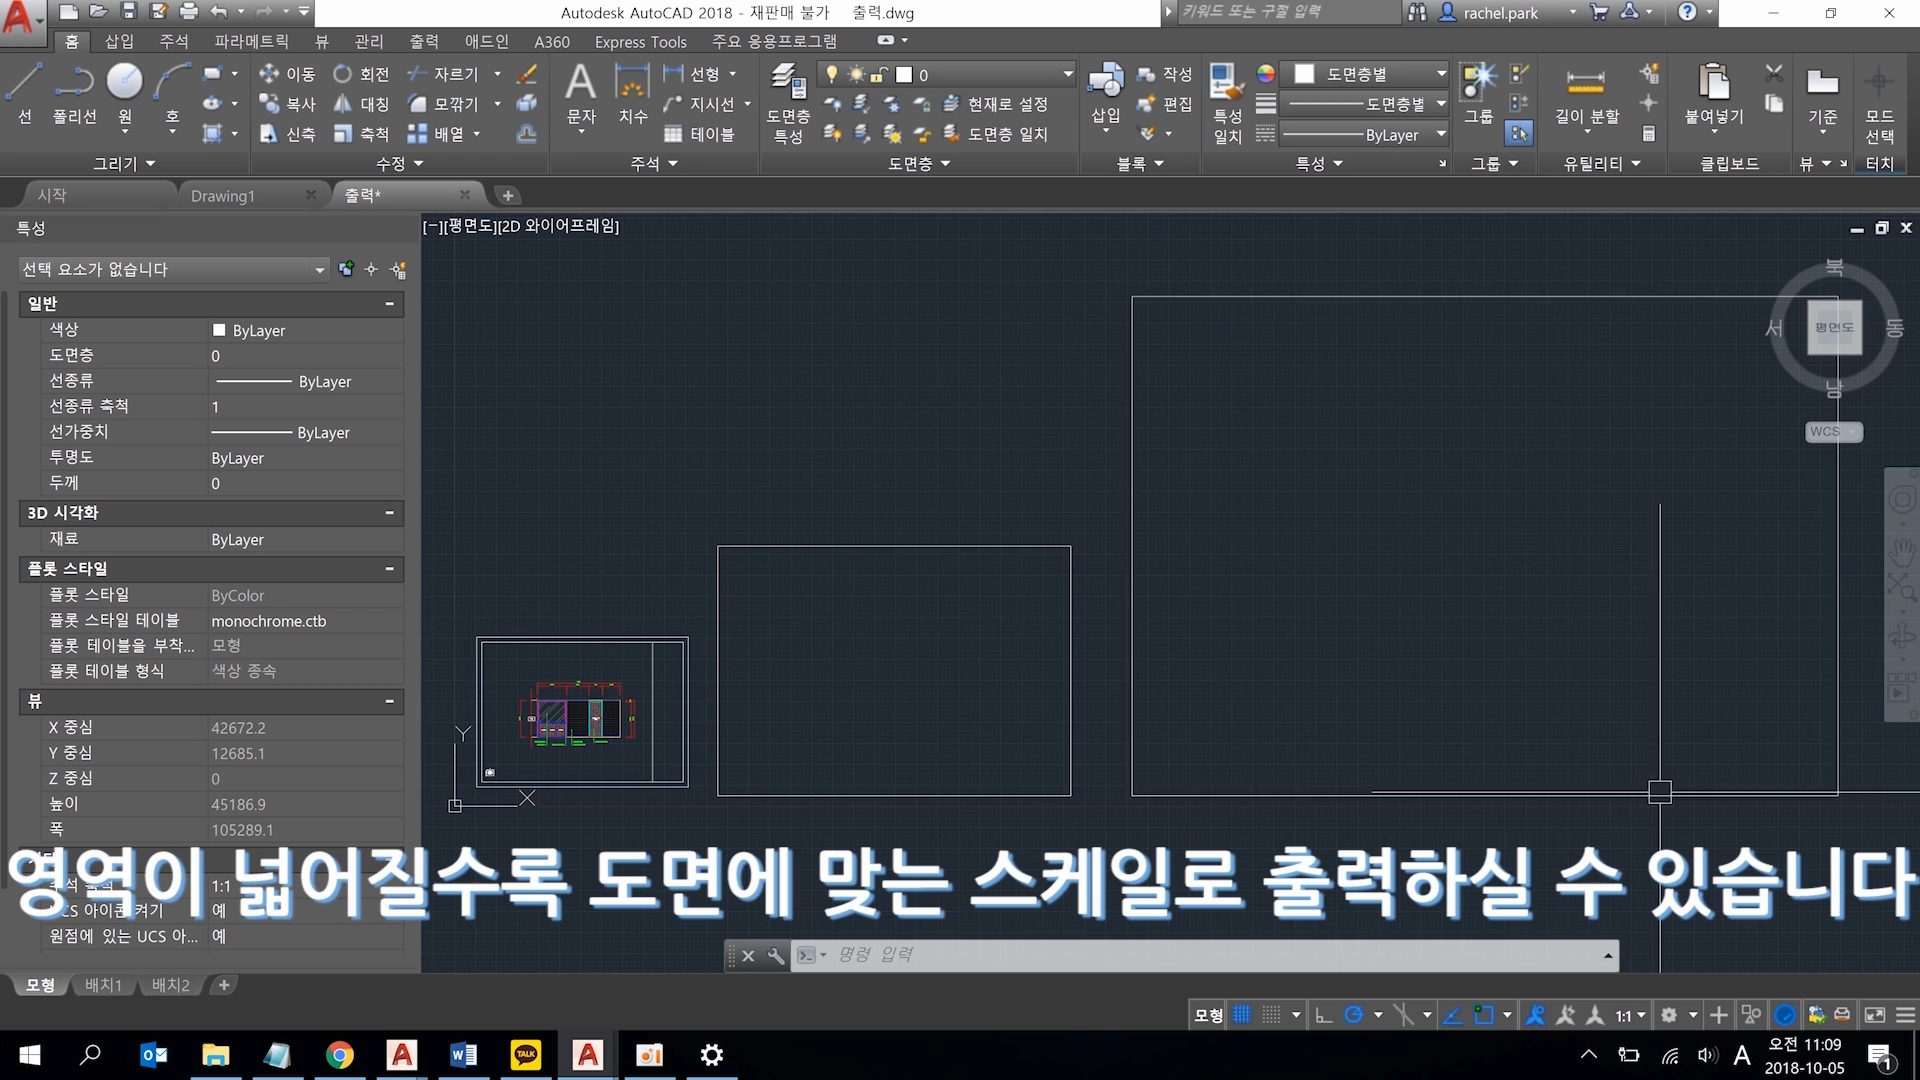 Autodesk AutoCAD 2018 - 재판매 불가 출력.dwg
키워드 또는 구절 입력
rachel.park
홈 삽입 주석 파라메트릭 뷰 관리 출력 애드인 A360 Express Tools 주요 응용프로그램
선 폴리선 원 호
이동 회전 자르기
복사 대칭 모깎기
신축 축척 배열
문자 치수
선형
지시선
테이블
도면층 특성
0
현재로 설정
도면층 일치
삽입
작성
편집
특성 일치
도면층별
도면층별
ByLayer
그룹
길이 분할
붙여넣기
기준
모드 선택
그리기 수정 주석 도면층 블록 특성 그룹 유틸리티 클립보드 뷰 터치
시작 Drawing1 출력*
특성
선택 요소가 없습니다
일반
색상 ByLayer
도면층 0
선종류 ByLayer
선종류 축척 1
선가중치 ByLayer
투명도 ByLayer
두께 0
3D 시각화
재료 ByLayer
플롯 스타일
플롯 스타일 ByColor
플롯 스타일 테이블 monochrome.ctb
플롯 테이블을 부착... 모형
플롯 테이블 형식 색상 종속
뷰
X 중심 42672.2
Y 중심 12685.1
Z 중심 0
높이 45186.9
폭 105289.1
1:1
예
원점에 있는 UCS 아... 예
[−][평면도][2D 와이어프레임]
북
서 평면도 동
남
WCS
Y
X
영역이 넓어질수록 도면에 맞는 스케일로 출력하실 수 있습니다
명령 입력
모형 배치1 배치2
모형 1:1
TALK
A
오전 11:09
2018-10-05
1